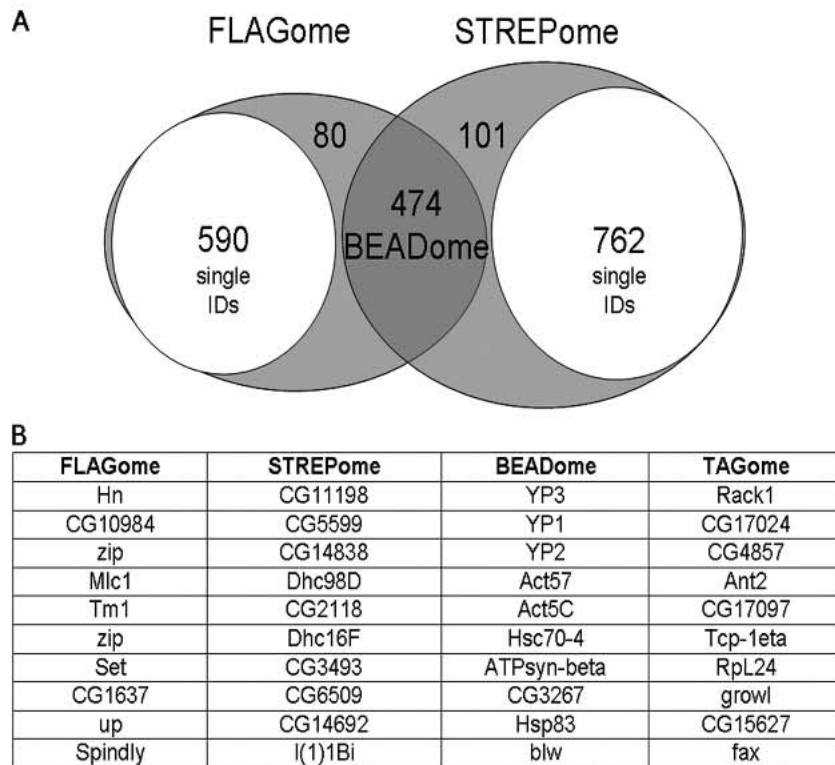 A
FLAGome STREPome
80 101
474
BEADome
590
single
IDs
762
single
IDs
B
FLAGome STREPome BEADome TAGome
Hn CG11198 YP3 Rack1
CG10984 CG5599 YP1 CG17024
zip CG14838 YP2 CG4857
Mlc1 Dhc98D Act57 Ant2
Tm1 CG2118 Act5C CG17097
zip Dhc16F Hsc70-4 Tcp-1eta
Set CG3493 ATPsyn-beta RpL24
CG1637 CG6509 CG3267 growl
up CG14692 Hsp83 CG15627
Spindly l(1)1Bi blw fax